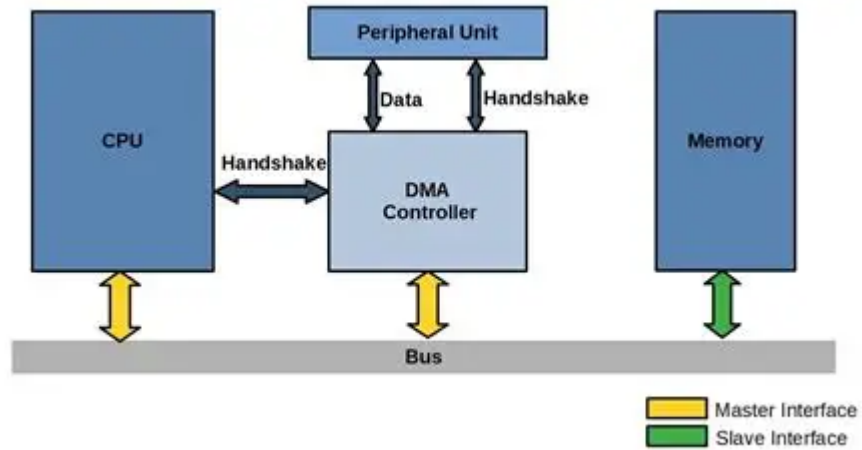 Peripheral Unit
Data
Handshake
CPU
Handshake
DMA
Controller
Memory
Bus
Master Interface
Slave Interface